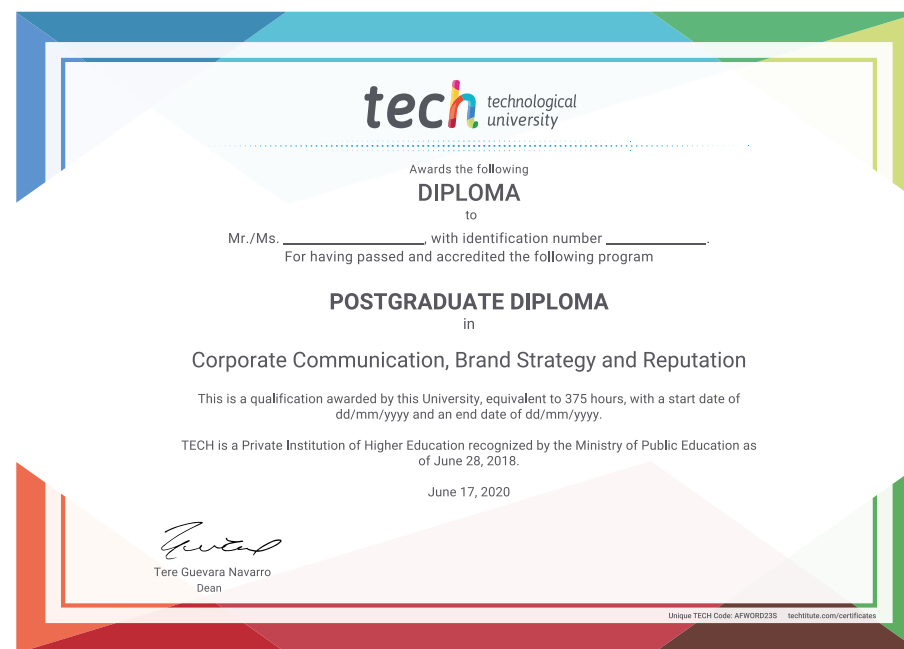 tech technological
university
Awards the following
DIPLOMA
to
Mr./Ms. ____________________, with identification number ______________.
For having passed and accredited the following program
POSTGRADUATE DIPLOMA
in
Corporate Communication, Brand Strategy and Reputation
This is a qualification awarded by this University, equivalent to 375 hours, with a start date of
dd/mm/yyyy and an end date of dd/mm/yyyy.
TECH is a Private Institution of Higher Education recognized by the Ministry of Public Education as
of June 28, 2018.
June 17, 2020
Tere Guevara Navarro
Dean
Unique TECH Code: AFWORD23S techtitute.com/certificates